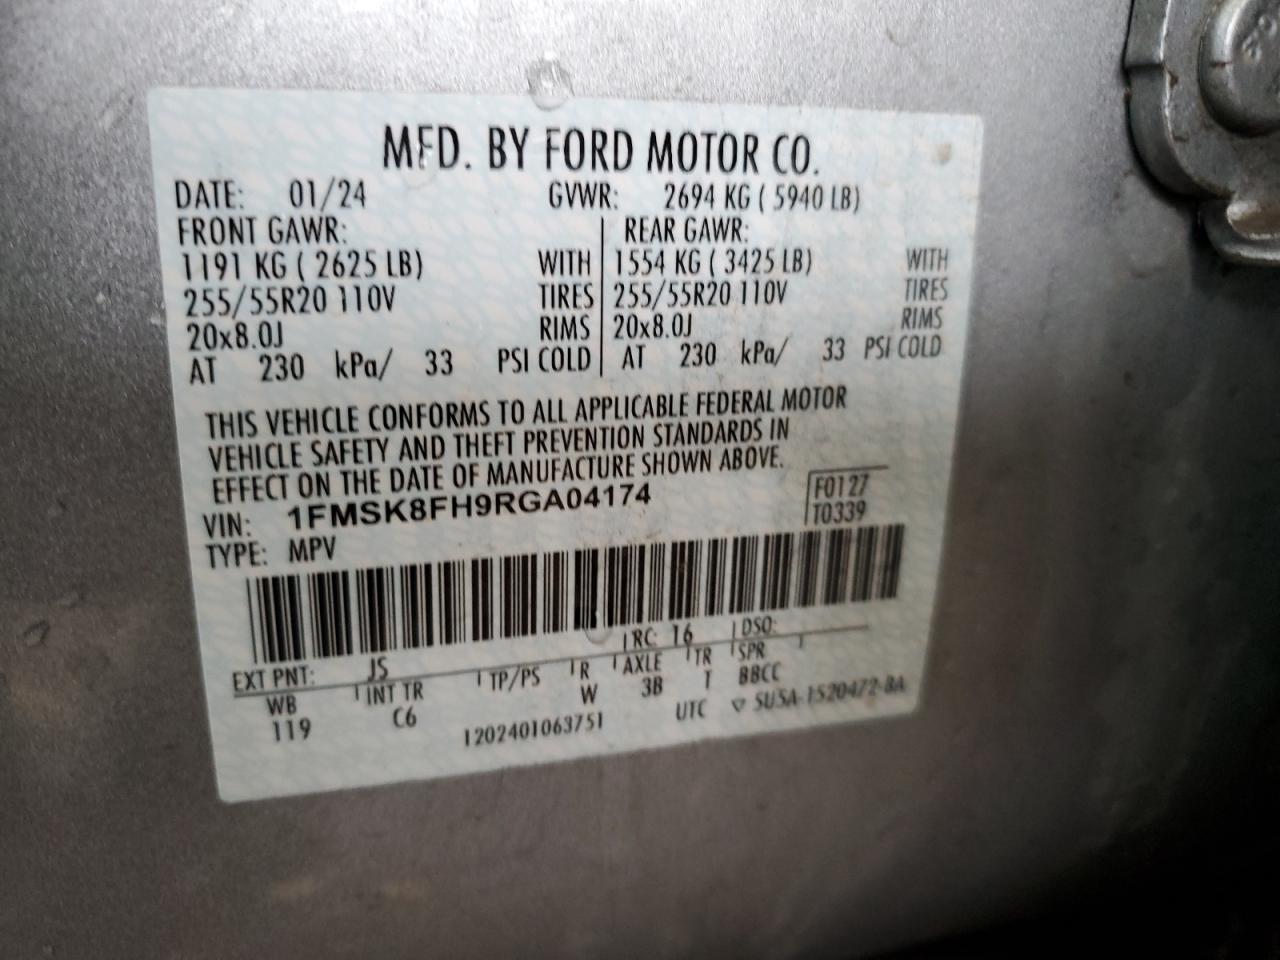 MFD. BY FORD MOTOR CO.
DATE: 01/24 GVWR: 2694 KG ( 5940 LB)
FRONT GAWR: REAR GAWR:
1191 KG ( 2625 LB) WITH 1554 KG ( 3425 LB) WITH
255/55R20 110V TIRES 255/55R20 110V TIRES
20x8.0J RIMS 20x8.0J RIMS
AT 230 kPa/ 33 PSI COLD AT 230 kPa/ 33 PSI COLD
THIS VEHICLE CONFORMS TO ALL APPLICABLE FEDERAL MOTOR
VEHICLE SAFETY AND THEFT PREVENTION STANDARDS IN
EFFECT ON THE DATE OF MANUFACTURE SHOWN ABOVE.
VIN: 1FMSK8FH9RGA04174 F0127
TYPE: MPV T0339
EXT PNT: JS RC: 16 DSO:
WB INT TR TP/PS R AXLE TR SPR
119 C6 W 3B T BBCC
1202401063751 UTC ▽ 5U5A-1520472-BA